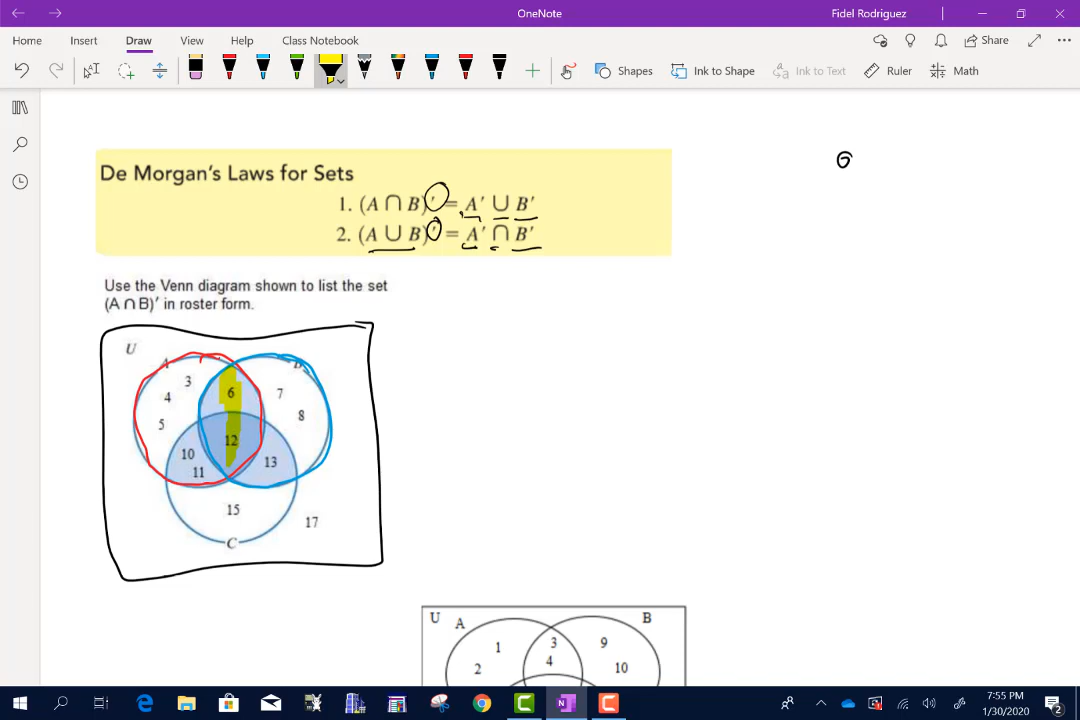 OneNote
Fidel Rodriguez
Home Insert Draw View Help Class Notebook
Share
Shapes
Ink to Shape
Ink to Text
Ruler
Math
De Morgan's Laws for Sets
1. (A ∩ B)' = A' ∪ B'
2. (A ∪ B)' = A' ∩ B'
Use the Venn diagram shown to list the set
(A ∩ B)' in roster form.
U
A
3
6
7
4
8
5
12
10
13
11
15
17
C
U A B
1 3 9
2 4 10
7:55 PM
1/30/2020
2